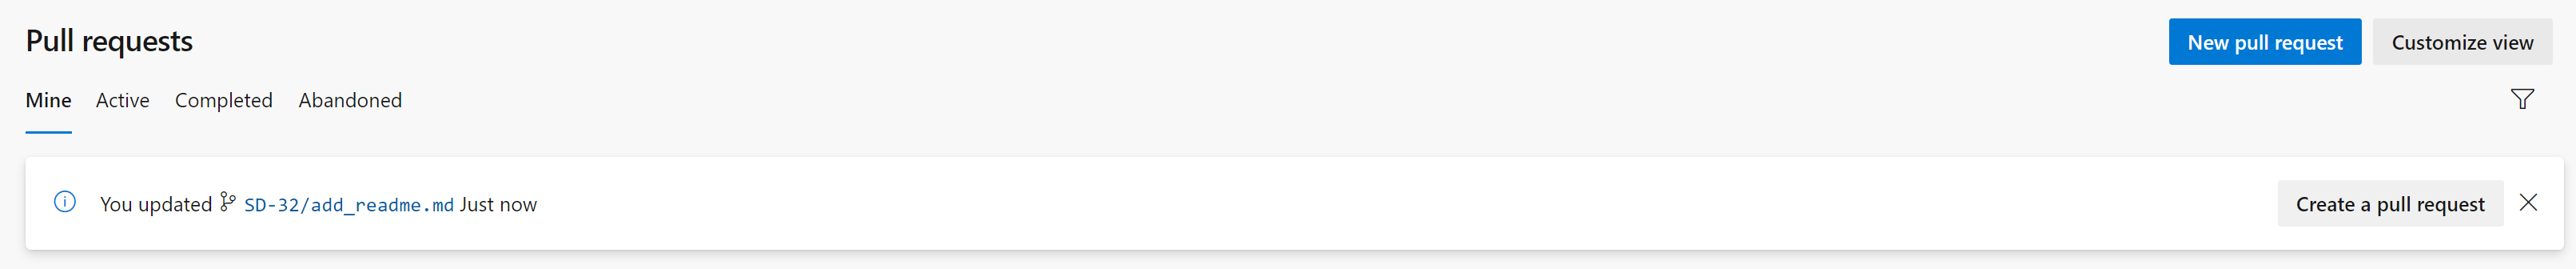 Pull requests
New pull request
Customize view
Mine Active Completed Abandoned
You updated SD-32/add_readme.md Just now
Create a pull request